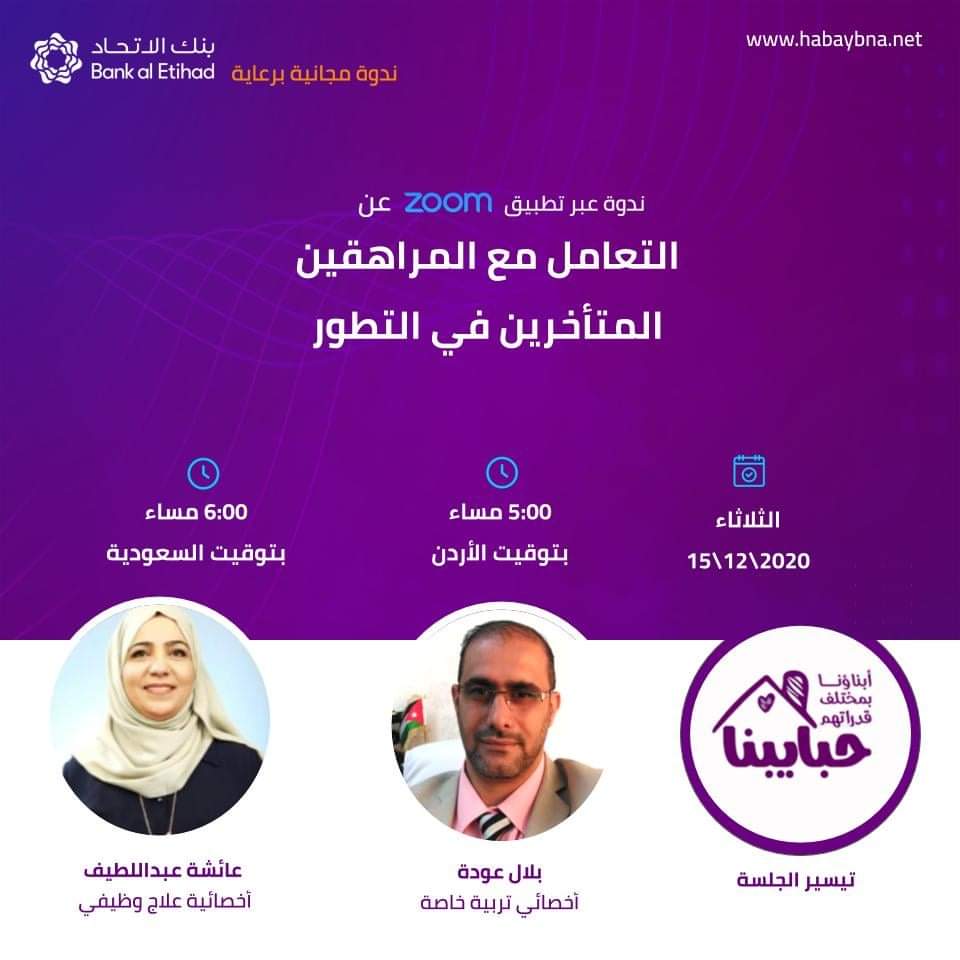 www.habaybna.net
بنك الاتحاد
Bank al Etihad
ندوة مجانية برعاية
ندوة عبر تطبيق zoom عن
التعامل مع المراهقين
المتأخرين في التطور
الثلاثاء
15\12\2020
5:00 مساء
بتوقيت الأردن
6:00 مساء
بتوقيت السعودية
أبناؤنا
بمختلف
قدراتهم
حبايبنا
تيسير الجلسة
بلال عودة
أخصائي تربية خاصة
عائشة عبداللطيف
أخصائية علاج وظيفي